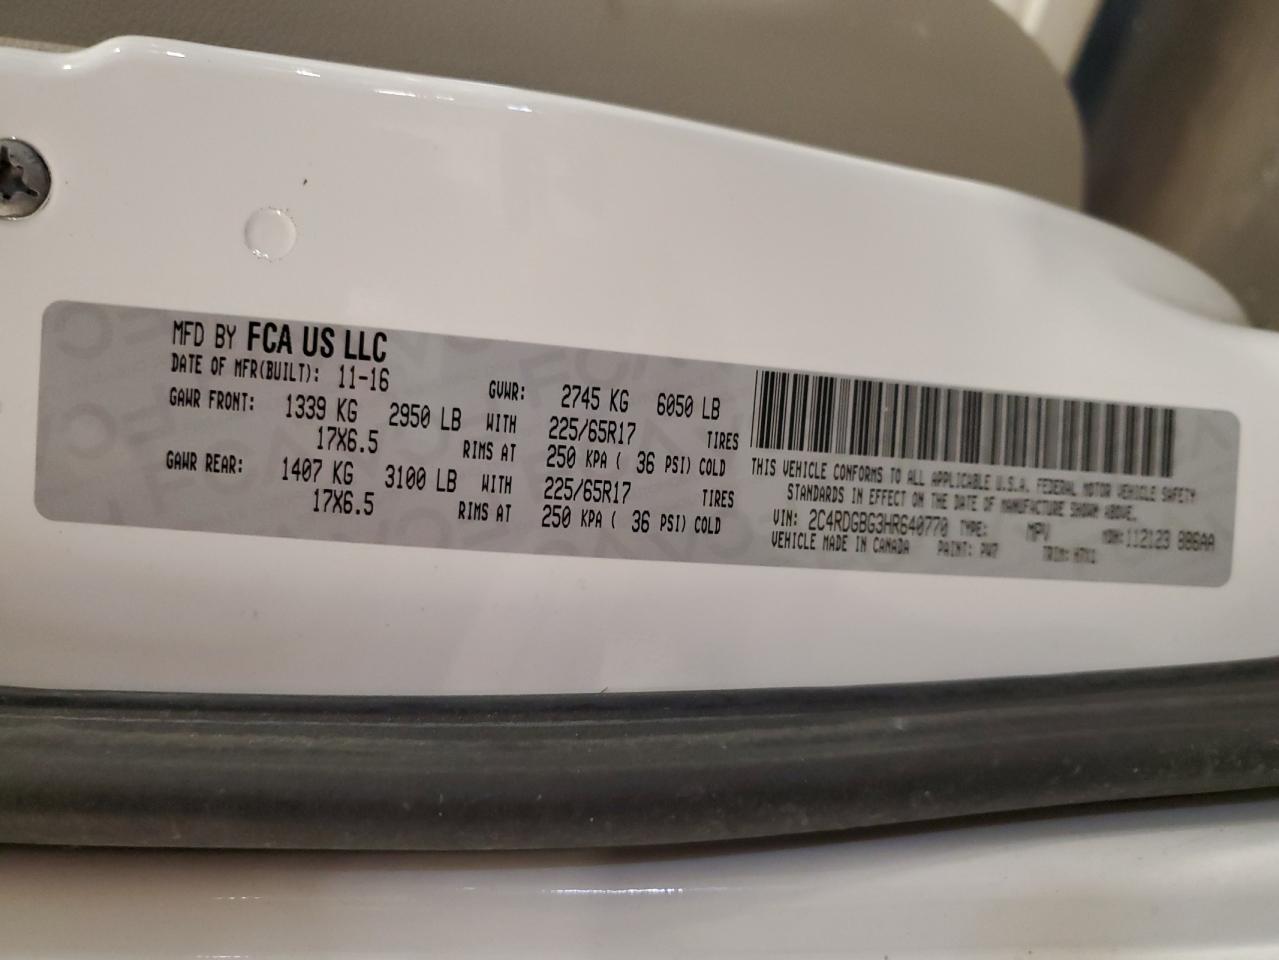 MFD BY FCA US LLC
DATE OF MFR(BUILT): 11-16 GVWR: 2745 KG 6050 LB
GAWR FRONT: 1339 KG 2950 LB WITH 225/65R17 TIRES
17X6.5 RIMS AT 250 KPA ( 36 PSI) COLD
GAWR REAR: 1407 KG 3100 LB WITH 225/65R17 TIRES
17X6.5 RIMS AT 250 KPA ( 36 PSI) COLD
THIS VEHICLE CONFORMS TO ALL APPLICABLE U.S.A. FEDERAL MOTOR VEHICLE SAFETY
STANDARDS IN EFFECT ON THE DATE OF MANUFACTURE SHOWN ABOVE.
VIN: 2C4RDGBG3HR640770 TYPE: MPV MDH: 112123
VEHICLE MADE IN CANADA PAINT: PW7 TRIM: